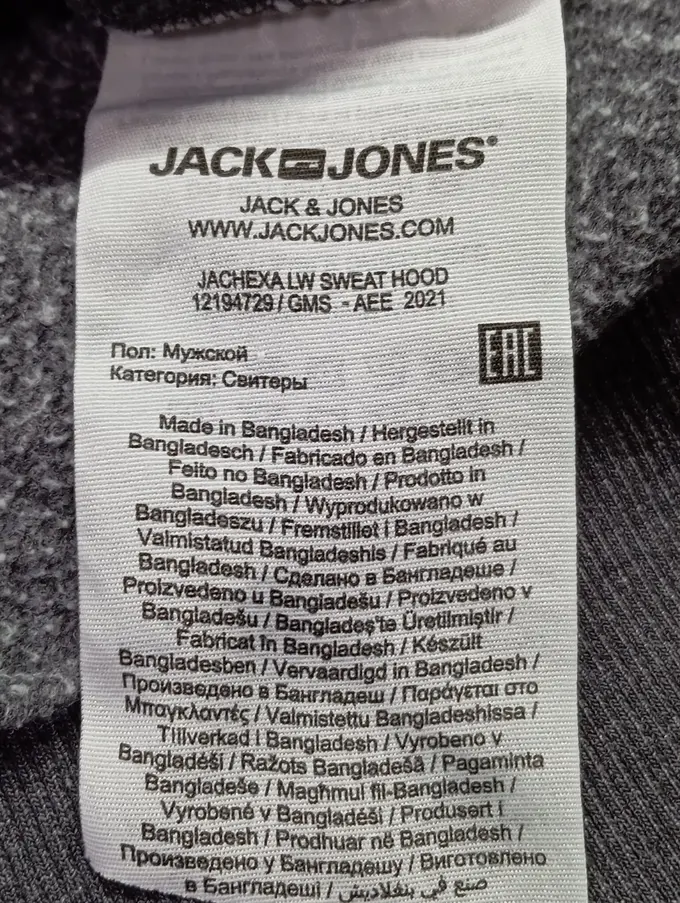 JACK JONES®
JACK & JONES
WWW.JACKJONES.COM
JACHEXA LW SWEAT HOOD
12194729 / GMS - AEE 2021
EAC
Пол: Мужской
Категория: Свитеры
Made in Bangladesh / Hergestellt in
Bangladesch / Fabricado en Bangladesh /
Feito no Bangladesh / Prodotto in
Bangladesh / Wyprodukowano w
Bangladeszu / Fremstillet i Bangladesh /
Valmistatud Bangladeshis / Fabriqué au
Bangladesh / Сделано в Бангладеше /
Proizvedeno u Bangladešu / Proizvedeno v
Bangladešu / Bangladeş'te Üretilmiştir /
Fabricat în Bangladesh / Készült
Bangladesben / Vervaardigd in Bangladesh /
Произведено в Бангладеш / Παράγεται στο
Μπαγκλαντές / Valmistettu Bangladeshissa /
Tillverkad i Bangladesh / Vyrobeno v
Bangladéši / Ražots Bangladešā / Pagaminta
Bangladeše / Magħmul fil-Bangladesh /
Vyrobené v Bangladéši / Produsert i
Bangladesh / Prodhuar në Bangladesh /
Произведено у Бангладешу / Виготовлено
в Бангладеші / صنع في بنغلاديش